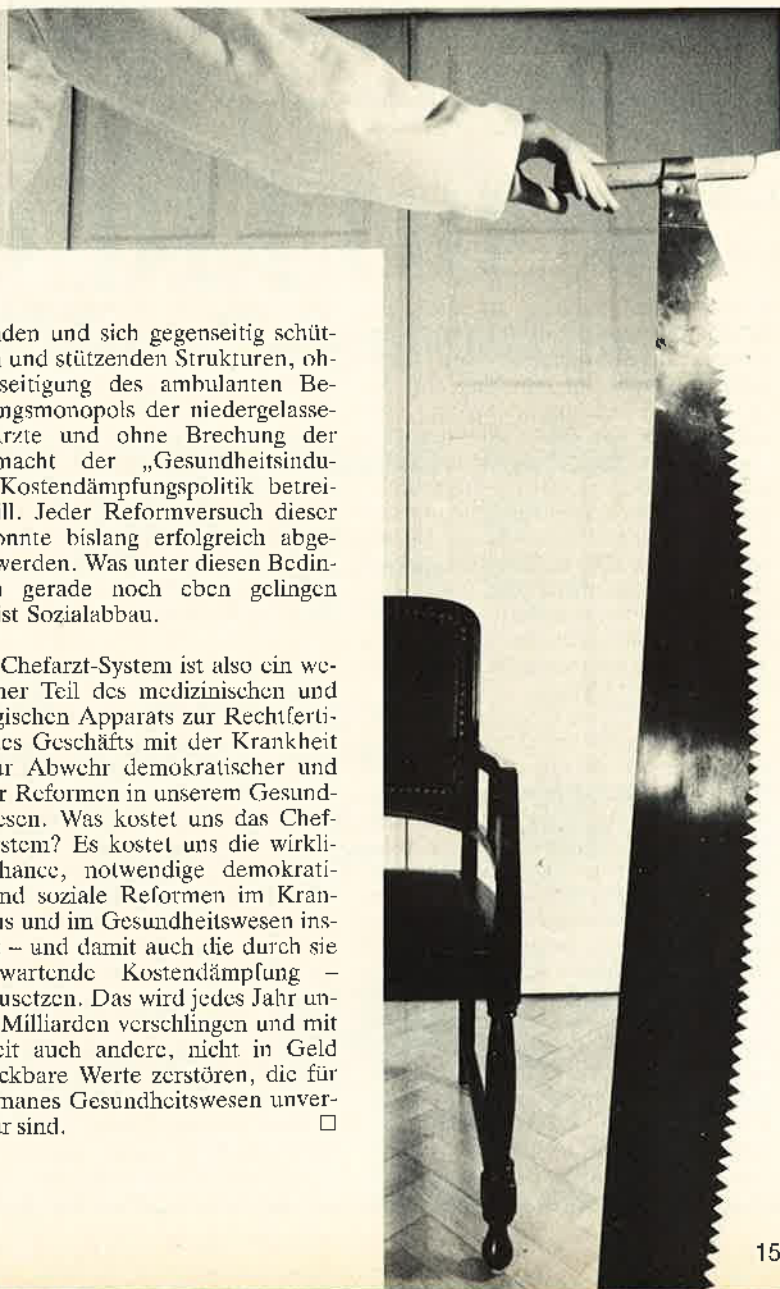 den und sich gegenseitig schüt-
und stützenden Strukturen, oh-
seitigung des ambulanten Be-
ngsmonopols der niedergelasse-
rzte und ohne Brechung der
macht der „Gesundheitsindu-
Kostendämpfungspolitik betrei-
ll. Jeder Reformversuch dieser
onnte bislang erfolgreich abge-
werden. Was unter diesen Bedin-
gerade noch eben gelingen
ist Sozialabbau.
Chefarzt-System ist also ein we-
her Teil des medizinischen und
gischen Apparats zur Rechtferti-
es Geschäfts mit der Krankheit
ur Abwehr demokratischer und
r Reformen in unserem Gesund-
esen. Was kostet uns das Chef-
stem? Es kostet uns die wirkli-
hance, notwendige demokrati-
nd soziale Reformen im Kran-
us und im Gesundheitswesen ins-
– und damit auch die durch sie
wartende Kostendämpfung –
usetzen. Das wird jedes Jahr un-
Milliarden verschlingen und mit
eit auch andere, nicht in Geld
ckbare Werte zerstören, die für
manes Gesundheitswesen unver-
r sind. □
15